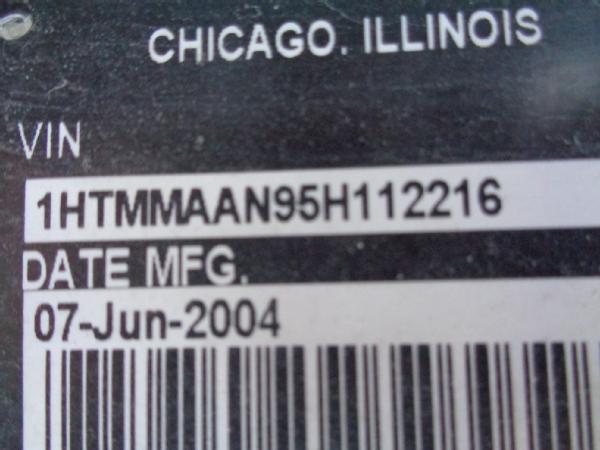 CHICAGO, ILLINOIS
VIN
1HTMMAAN95H112216
DATE MFG.
07-Jun-2004